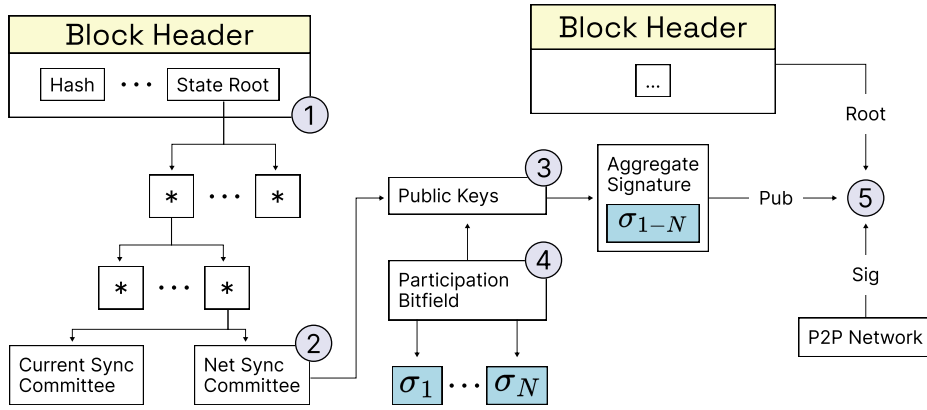 Block Header
Hash ... State Root
1
* ... *
* ... *
Current Sync
Committee
Net Sync
Committee
2
Public Keys
3
Participation
Bitfield
4
σ1 ... σN
Aggregate
Signature
σ1−N
Block Header
...
Root
Pub
5
Sig
P2P Network